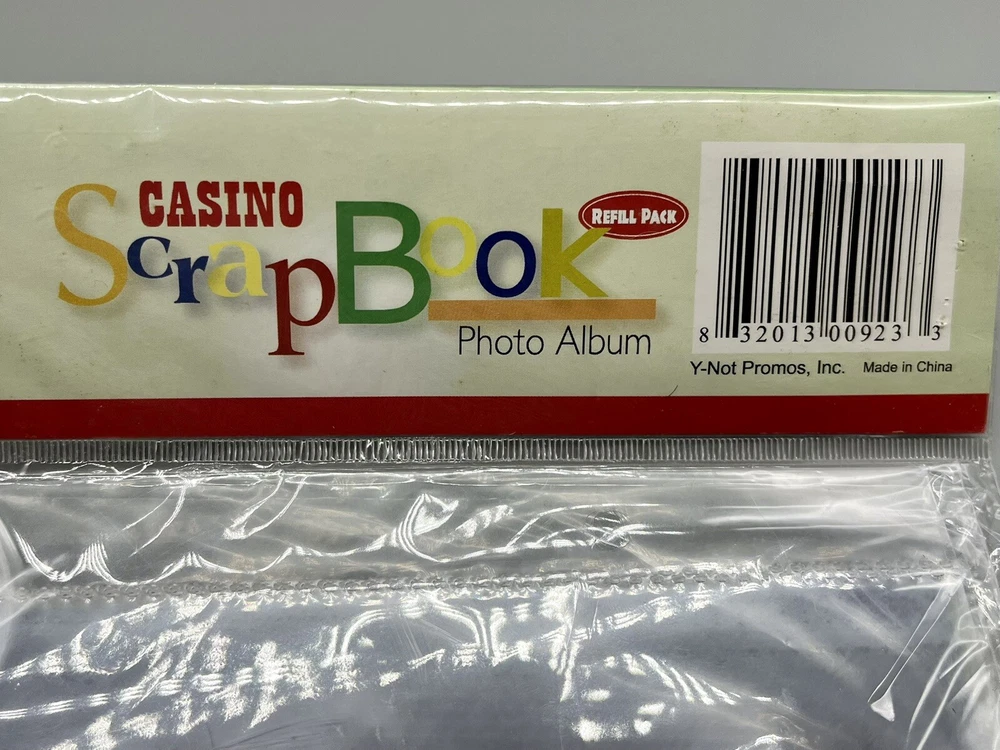 CASINO
ScrapBook
REFILL PACK
Photo Album
8 32013 00923 3
Y-Not Promos, Inc. Made in China